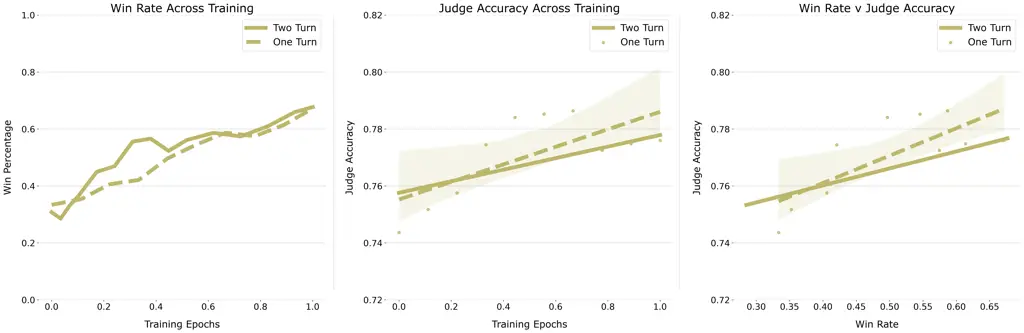 Win Rate Across Training
Win Percentage
1.0
0.8
0.6
0.4
0.2
0.0
Two Turn
One Turn
0.0 0.2 0.4 0.6 0.8 1.0
Training Epochs
Judge Accuracy Across Training
Judge Accuracy
0.82
0.80
0.78
0.76
0.74
0.72
Two Turn
One Turn
0.0 0.2 0.4 0.6 0.8 1.0
Training Epochs
Win Rate v Judge Accuracy
Judge Accuracy
0.82
0.80
0.78
0.76
0.74
0.72
Two Turn
One Turn
0.30 0.35 0.40 0.45 0.50 0.55 0.60 0.65
Win Rate